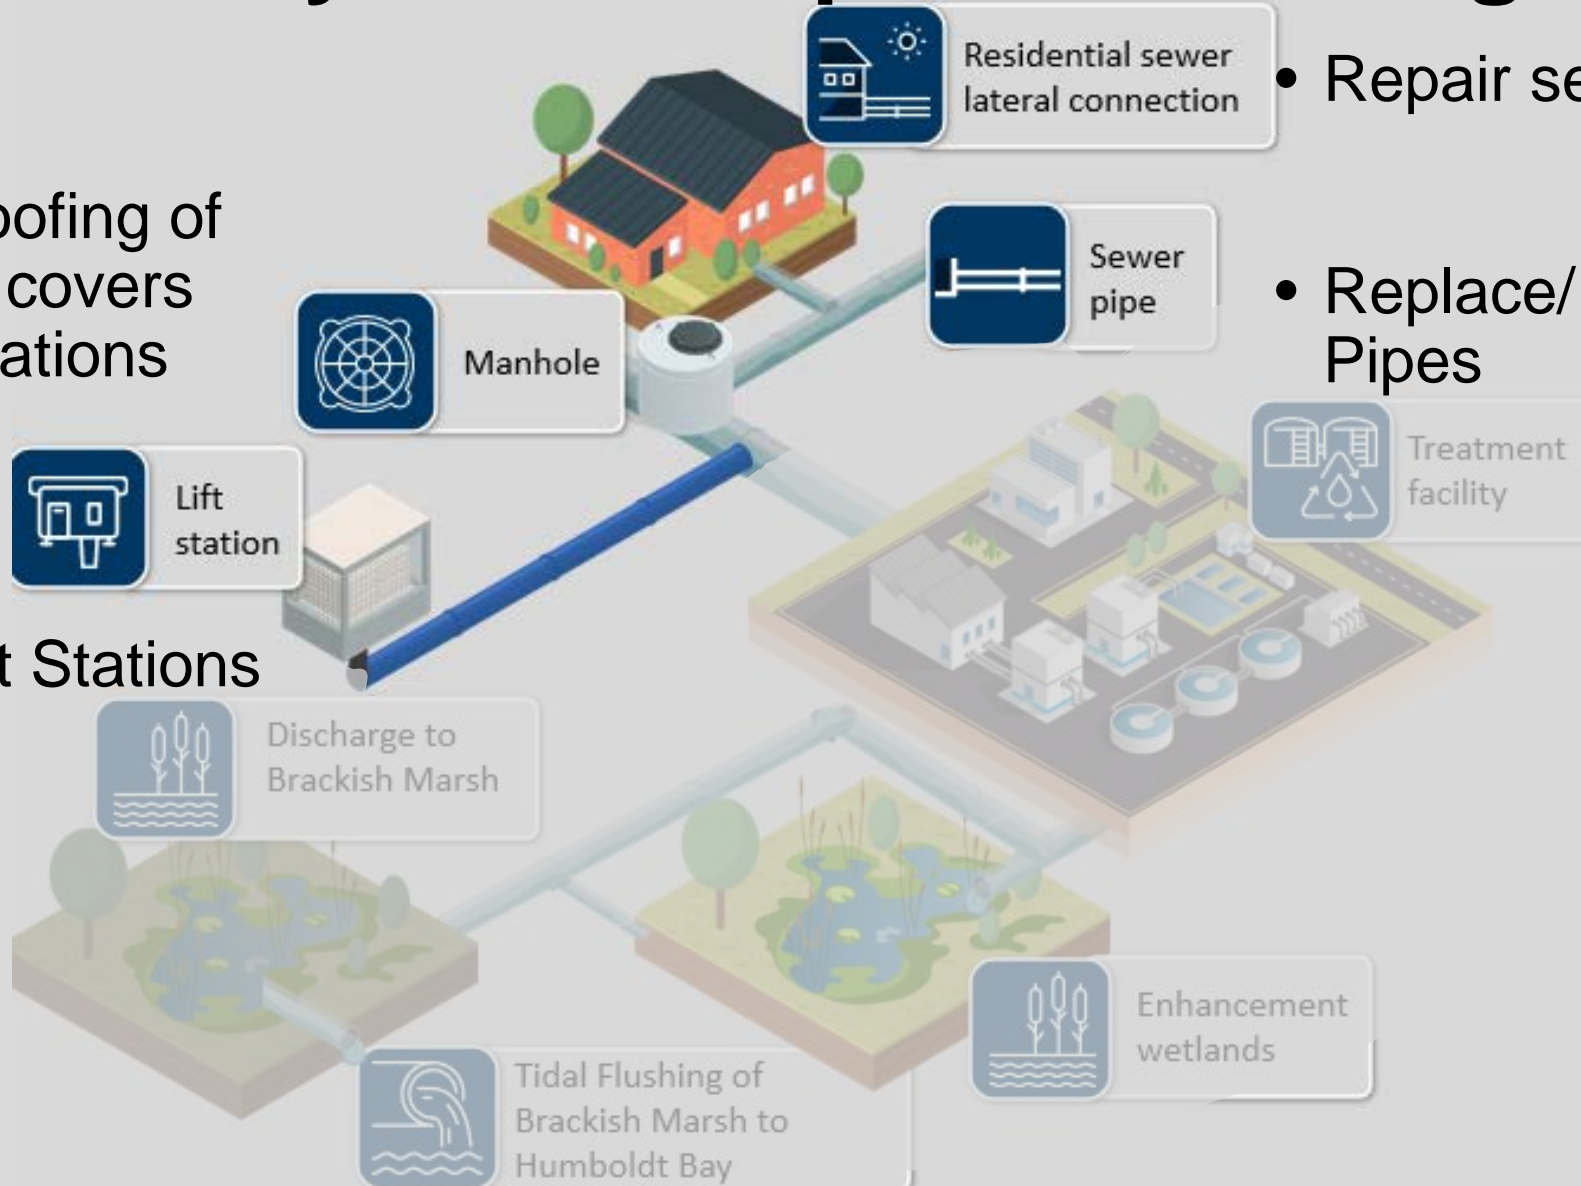 Residential sewer
lateral connection
• Repair se
oofing of
covers
ations
Sewer
pipe
• Replace/
Pipes
Manhole
Treatment
facility
Lift
station
t Stations
Discharge to
Brackish Marsh
Enhancement
wetlands
Tidal Flushing of
Brackish Marsh to
Humboldt Bay